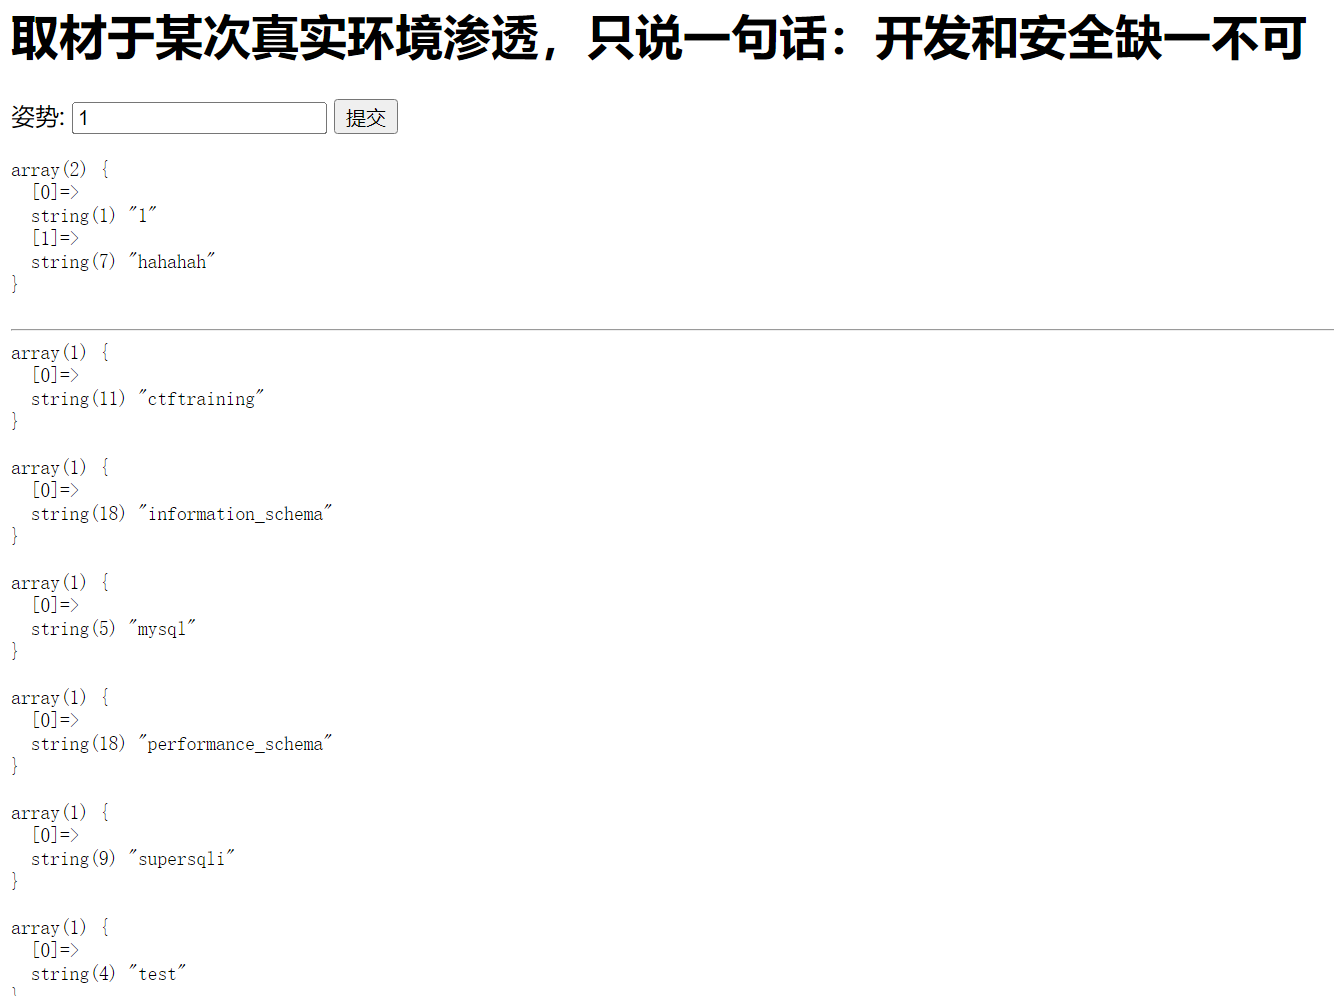 取材于某次真实环境渗透，只说一句话：开发和安全缺一不可
姿势: 1 提交
array(2) {
  [0]=>
  string(1) "1"
  [1]=>
  string(7) "hahahah"
}
array(1) {
  [0]=>
  string(11) "ctftraining"
}
array(1) {
  [0]=>
  string(18) "information_schema"
}
array(1) {
  [0]=>
  string(5) "mysql"
}
array(1) {
  [0]=>
  string(18) "performance_schema"
}
array(1) {
  [0]=>
  string(9) "supersqli"
}
array(1) {
  [0]=>
  string(4) "test"
}